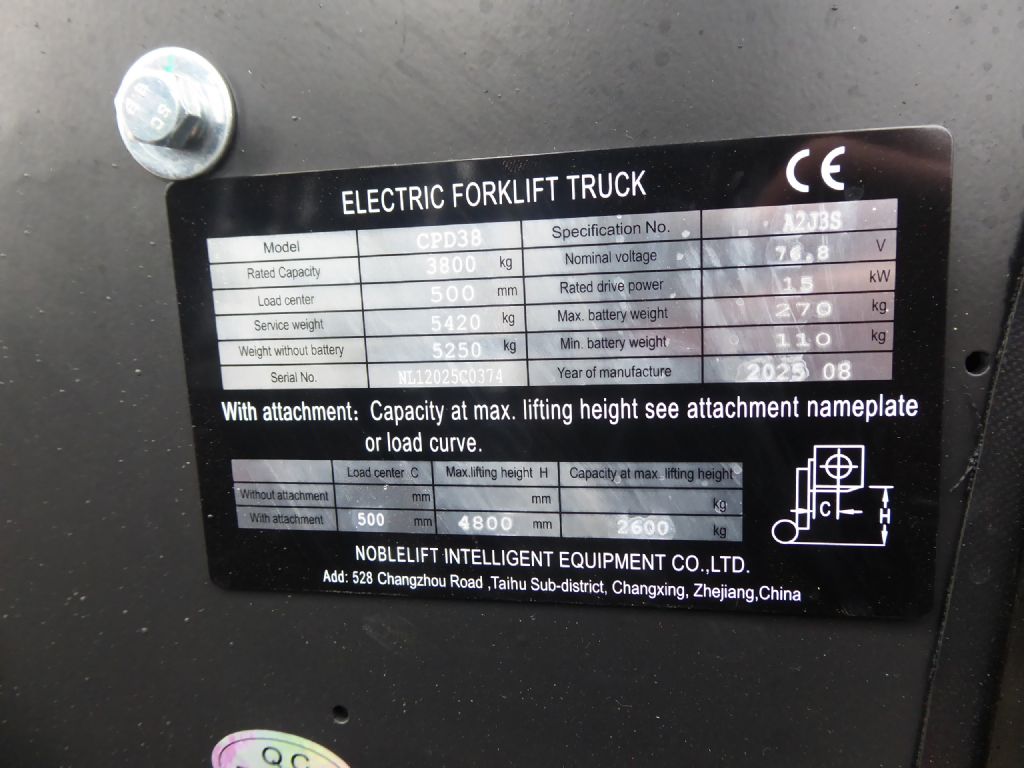 CE
ELECTRIC FORKLIFT TRUCK
Model CPD38 Specification No. A2J3S
Rated Capacity 3800 kg Nominal voltage 76.8 V
Load center 500 mm Rated drive power 15 kW
Service weight 5420 kg Max. battery weight 270 kg
Weight without battery 5250 kg Min. battery weight 110 kg
Serial No. NL12025C0374 Year of manufacture 2025 08
With attachment: Capacity at max. lifting height see attachment nameplate
or load curve.
Load center C Max.lifting height H Capacity at max. lifting height
Without attachment mm mm kg
With attachment 500 mm 4800 mm 2600 kg
C
H
NOBLELIFT INTELLIGENT EQUIPMENT CO.,LTD.
Add: 528 Changzhou Road ,Taihu Sub-district, Changxing, Zhejiang,China
QC